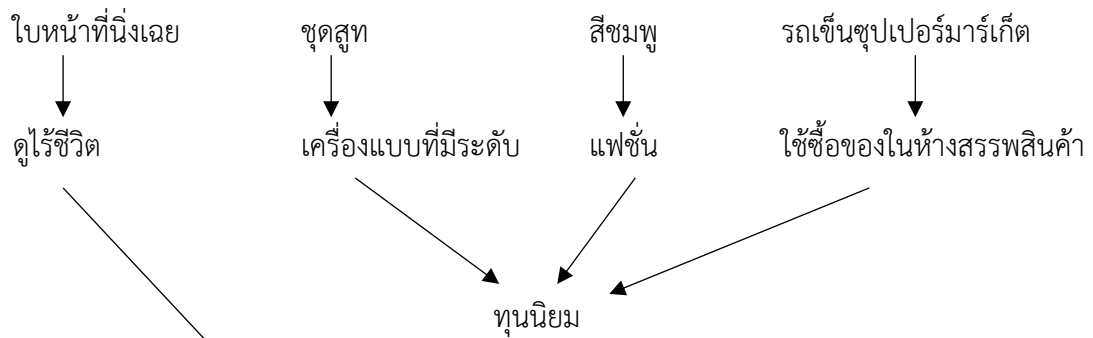 ใบหน้าที่นิ่งเฉย ชุดสูท สีชมพู รถเข็นซุปเปอร์มาร์เก็ต
ดูไร้ชีวิต เครื่องแบบที่มีระดับ แฟชั่น ใช้ซื้อของในห้างสรรพสินค้า
ทุนนิยม